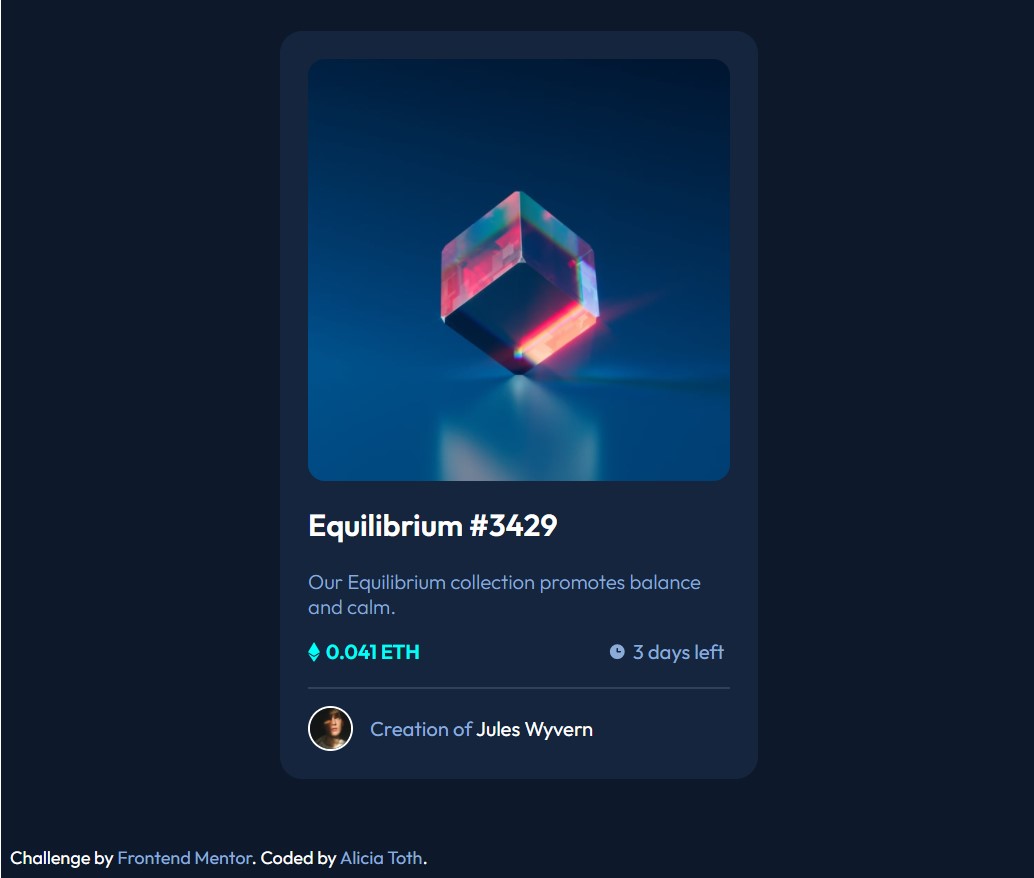 Equilibrium #3429
Our Equilibrium collection promotes balance
and calm.
0.041 ETH
3 days left
Creation of Jules Wyvern
Challenge by Frontend Mentor. Coded by Alicia Toth.